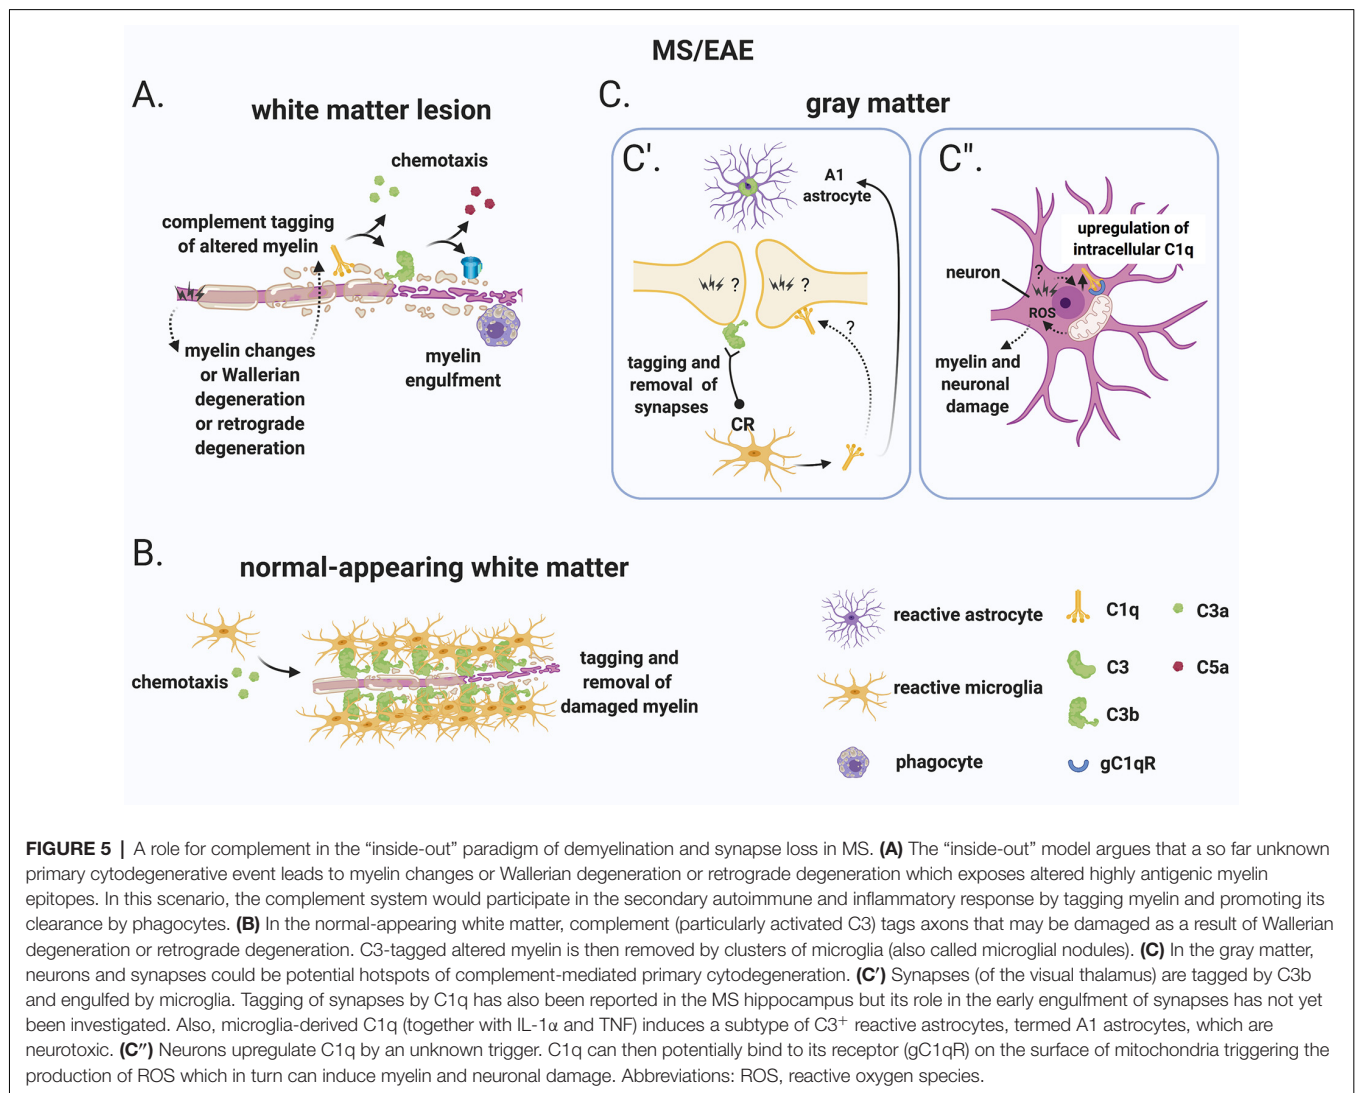 MS/EAE
A.
white matter lesion
chemotaxis
complement tagging
of altered myelin
myelin changes
or Wallerian
degeneration
or retrograde
degeneration
myelin
engulfment
C.
gray matter
C'.
A1
astrocyte
?
?
?
tagging and
removal of
synapses
CR
C".
upregulation of
intracellular C1q
neuron
?
ROS
myelin and
neuronal
damage
B.
normal-appearing white matter
chemotaxis
tagging and
removal of
damaged myelin
reactive astrocyte
reactive microglia
phagocyte
C1q
C3
C3b
gC1qR
C3a
C5a
FIGURE 5 | A role for complement in the “inside-out” paradigm of demyelination and synapse loss in MS. (A) The “inside-out” model argues that a so far unknown
primary cytodegenerative event leads to myelin changes or Wallerian degeneration or retrograde degeneration which exposes altered highly antigenic myelin
epitopes. In this scenario, the complement system would participate in the secondary autoimmune and inflammatory response by tagging myelin and promoting its
clearance by phagocytes. (B) In the normal-appearing white matter, complement (particularly activated C3) tags axons that may be damaged as a result of Wallerian
degeneration or retrograde degeneration. C3-tagged altered myelin is then removed by clusters of microglia (also called microglial nodules). (C) In the gray matter,
neurons and synapses could be potential hotspots of complement-mediated primary cytodegeneration. (C′) Synapses (of the visual thalamus) are tagged by C3b
and engulfed by microglia. Tagging of synapses by C1q has also been reported in the MS hippocampus but its role in the early engulfment of synapses has not yet
been investigated. Also, microglia-derived C1q (together with IL-1α and TNF) induces a subtype of C3⁺ reactive astrocytes, termed A1 astrocytes, which are
neurotoxic. (C″) Neurons upregulate C1q by an unknown trigger. C1q can then potentially bind to its receptor (gC1qR) on the surface of mitochondria triggering the
production of ROS which in turn can induce myelin and neuronal damage. Abbreviations: ROS, reactive oxygen species.